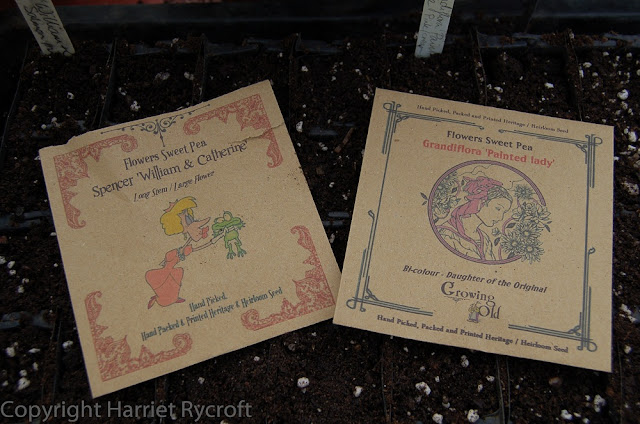 Flowers Sweet Pea
Spencer 'William & Catherine'
Long Stem / Large Flower
Hand Picked,
Hand Packed & Printed Heritage & Heirloom Seed
Hand Picked, Packed and Printed Heritage / Heirloom Seed
Flowers Sweet Pea
Grandiflora 'Painted lady'
Bi-colour - Daughter of the Original
Growing
Old
Hand Picked, Packed and Printed Heritage / Heirloom Seed
Copyright Harriet Rycroft